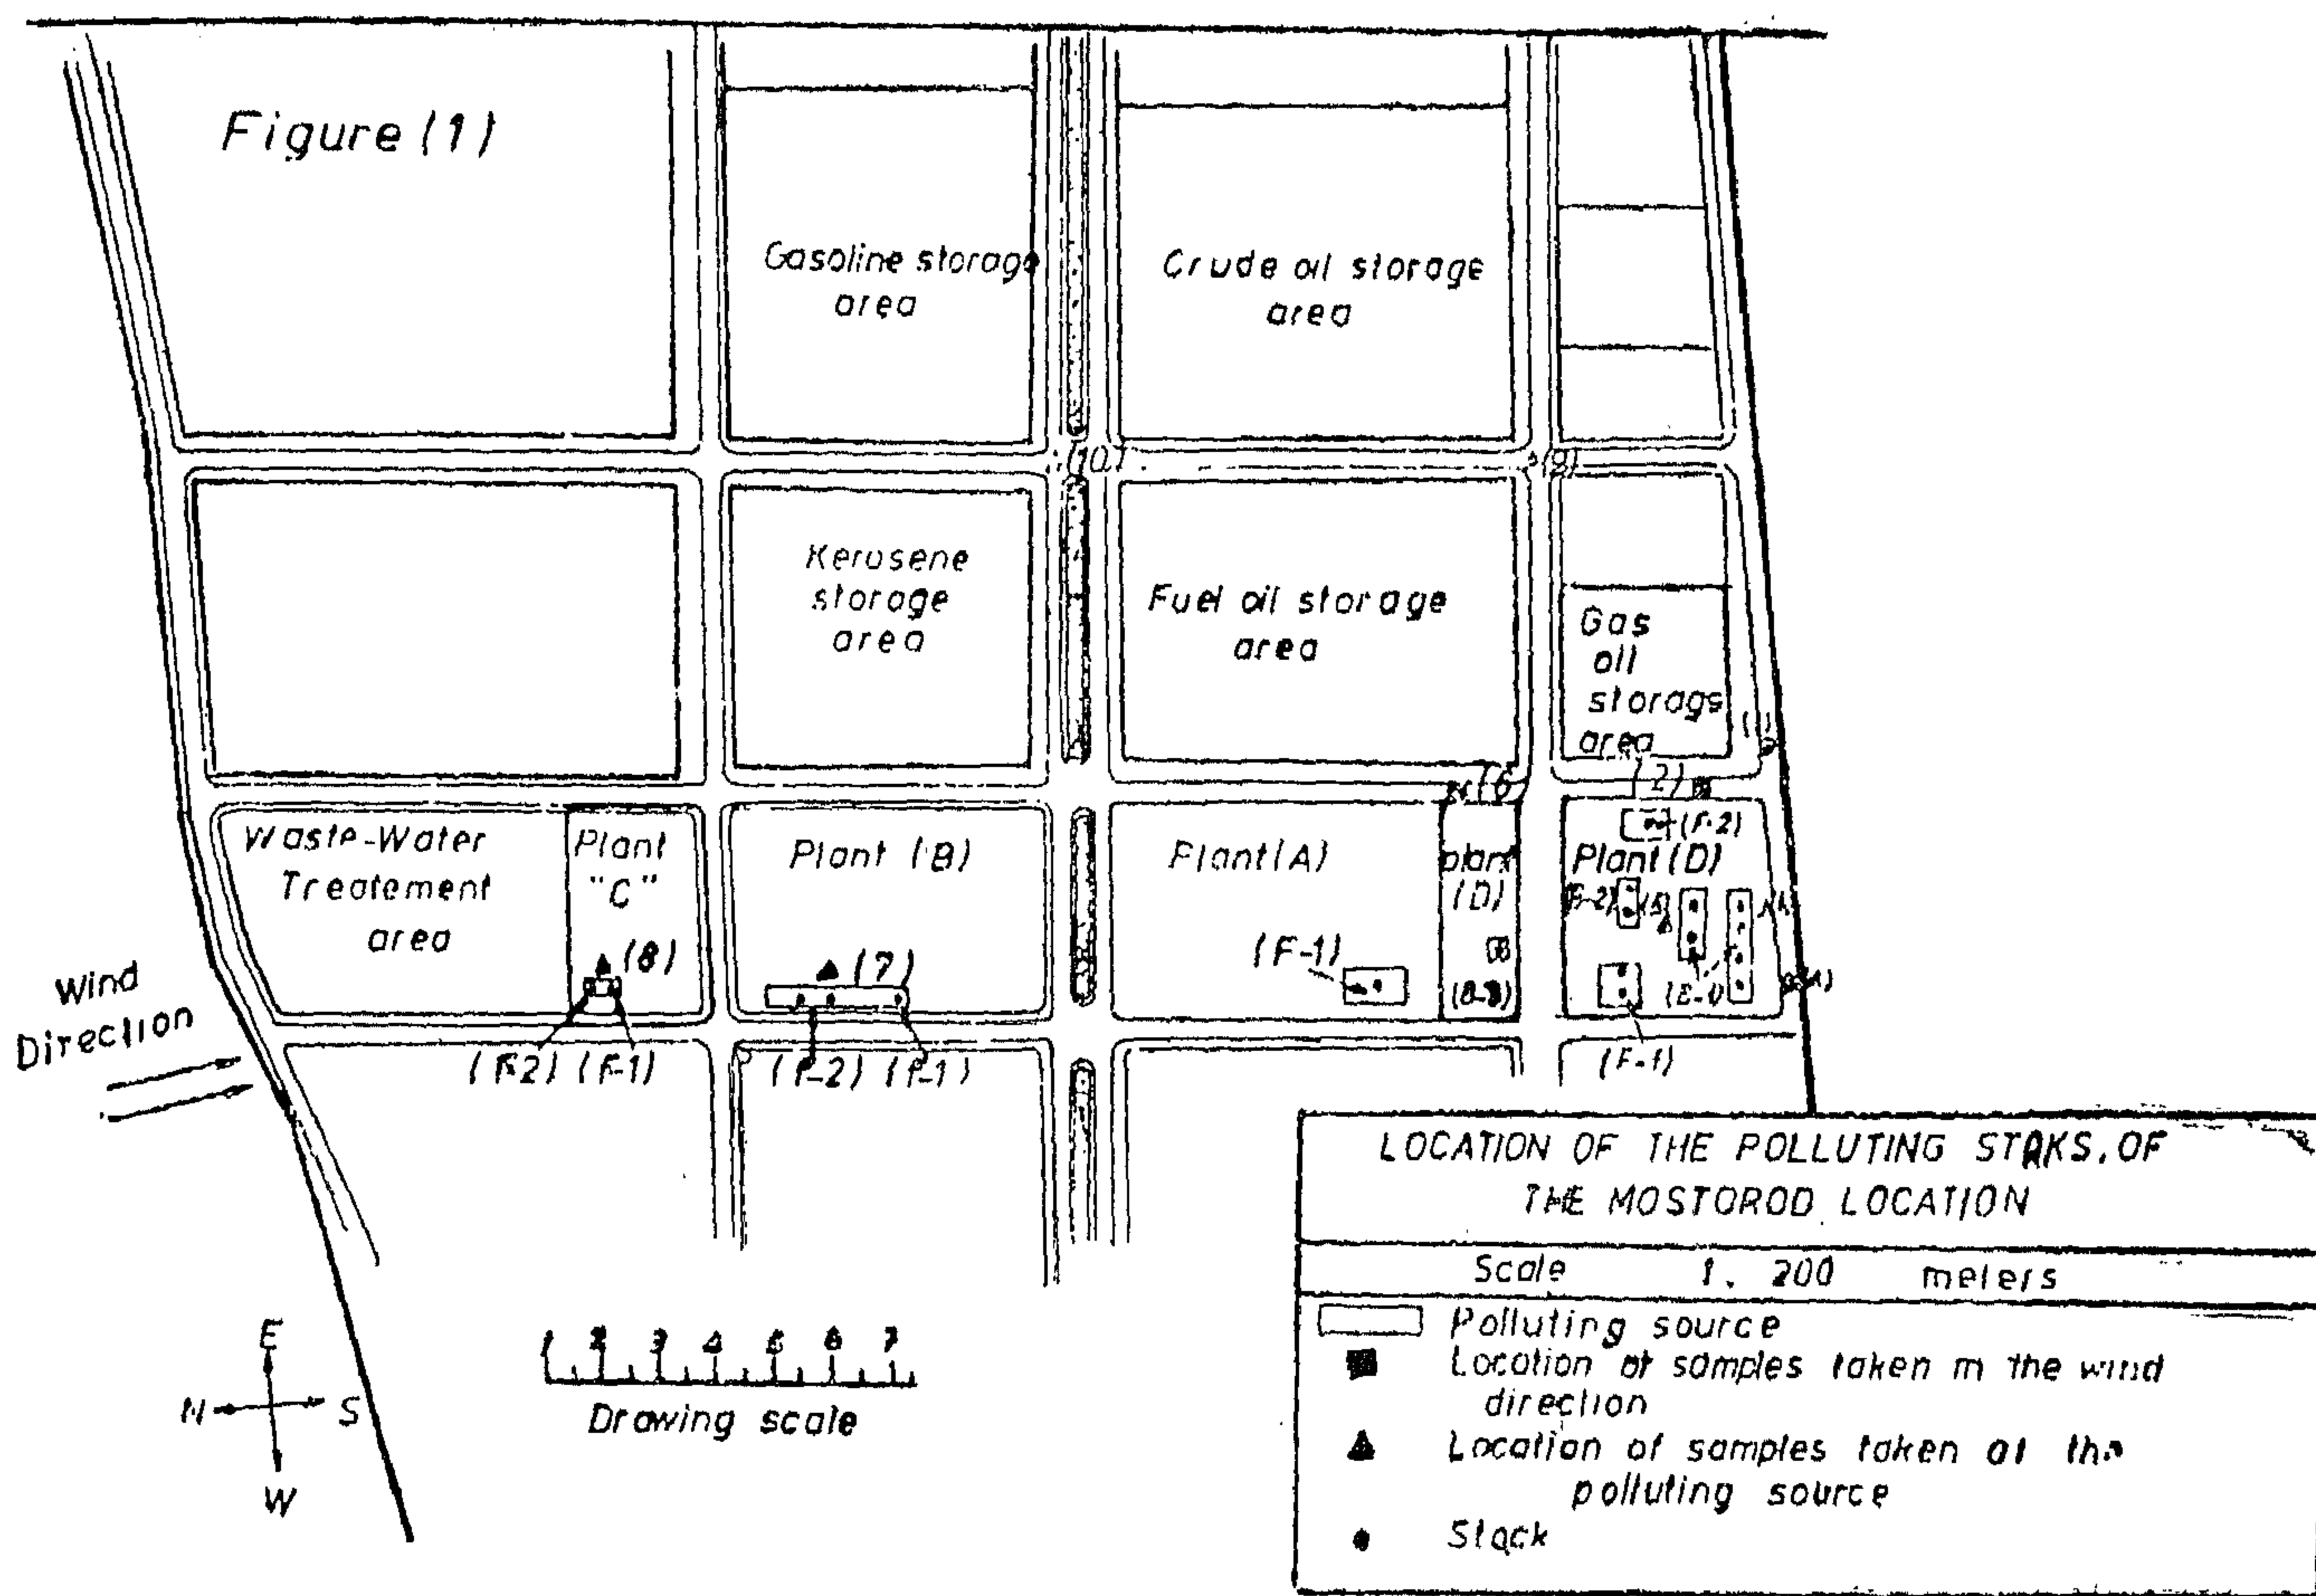 Figure (1)
Gasoline storage
area
Crude oil storage
area
(10)
(9)
Kerosene
storage
area
Fuel oil storage
area
Gas
oil
storage
area
(2)
(6)
Waste-Water
Treatement
area
Plant
"C"
(8)
Plant (B)
(7)
Plant (A)
(F-1)
plant
(D)
(F-2)
Plant (D)
(F-1)
(F-2) (F-1)
(F-2) (F-1)
Wind
Direction
E
N S
W
1 2 3 4 5 6 7
Drawing scale
LOCATION OF THE POLLUTING STAKS. OF
THE MOSTOROD LOCATION
Scale 1. 200 meters
Polluting source
Location of samples taken in the wind
direction
Location of samples taken at the
polluting source
Stack